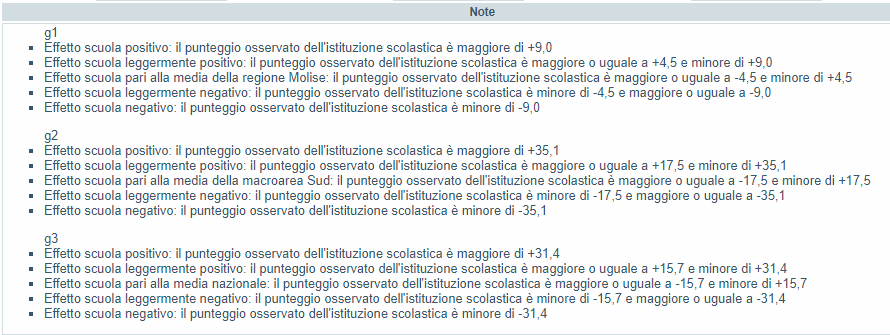 Note
g1
▪ Effetto scuola positivo: il punteggio osservato dell'istituzione scolastica è maggiore di +9,0
▪ Effetto scuola leggermente positivo: il punteggio osservato dell'istituzione scolastica è maggiore o uguale a +4,5 e minore di +9,0
▪ Effetto scuola pari alla media della regione Molise: il punteggio osservato dell'istituzione scolastica è maggiore o uguale a -4,5 e minore di +4,5
▪ Effetto scuola leggermente negativo: il punteggio osservato dell'istituzione scolastica è minore di -4,5 e maggiore o uguale a -9,0
▪ Effetto scuola negativo: il punteggio osservato dell'istituzione scolastica è minore di -9,0
g2
▪ Effetto scuola positivo: il punteggio osservato dell'istituzione scolastica è maggiore di +35,1
▪ Effetto scuola leggermente positivo: il punteggio osservato dell'istituzione scolastica è maggiore o uguale a +17,5 e minore di +35,1
▪ Effetto scuola pari alla media della macroarea Sud: il punteggio osservato dell'istituzione scolastica è maggiore o uguale a -17,5 e minore di +17,5
▪ Effetto scuola leggermente negativo: il punteggio osservato dell'istituzione scolastica è minore di -17,5 e maggiore o uguale a -35,1
▪ Effetto scuola negativo: il punteggio osservato dell'istituzione scolastica è minore di -35,1
g3
▪ Effetto scuola positivo: il punteggio osservato dell'istituzione scolastica è maggiore di +31,4
▪ Effetto scuola leggermente positivo: il punteggio osservato dell'istituzione scolastica è maggiore o uguale a +15,7 e minore di +31,4
▪ Effetto scuola pari alla media nazionale: il punteggio osservato dell'istituzione scolastica è maggiore o uguale a -15,7 e minore di +15,7
▪ Effetto scuola leggermente negativo: il punteggio osservato dell'istituzione scolastica è minore di -15,7 e maggiore o uguale a -31,4
▪ Effetto scuola negativo: il punteggio osservato dell'istituzione scolastica è minore di -31,4